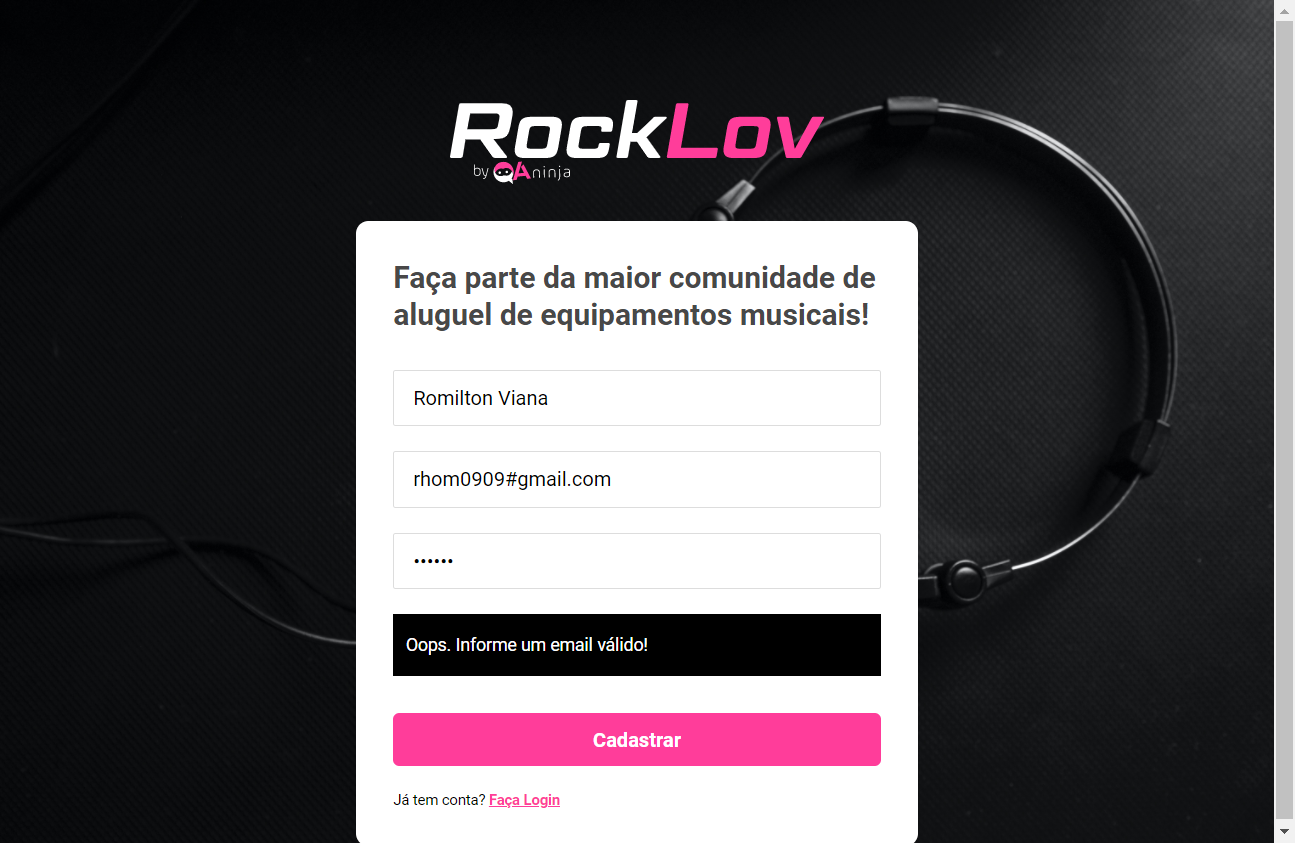 RockLov
by QAninja
Faça parte da maior comunidade de
aluguel de equipamentos musicais!
Romilton Viana
rhom0909#gmail.com
••••••
Oops. Informe um email válido!
Cadastrar
Já tem conta? Faça Login